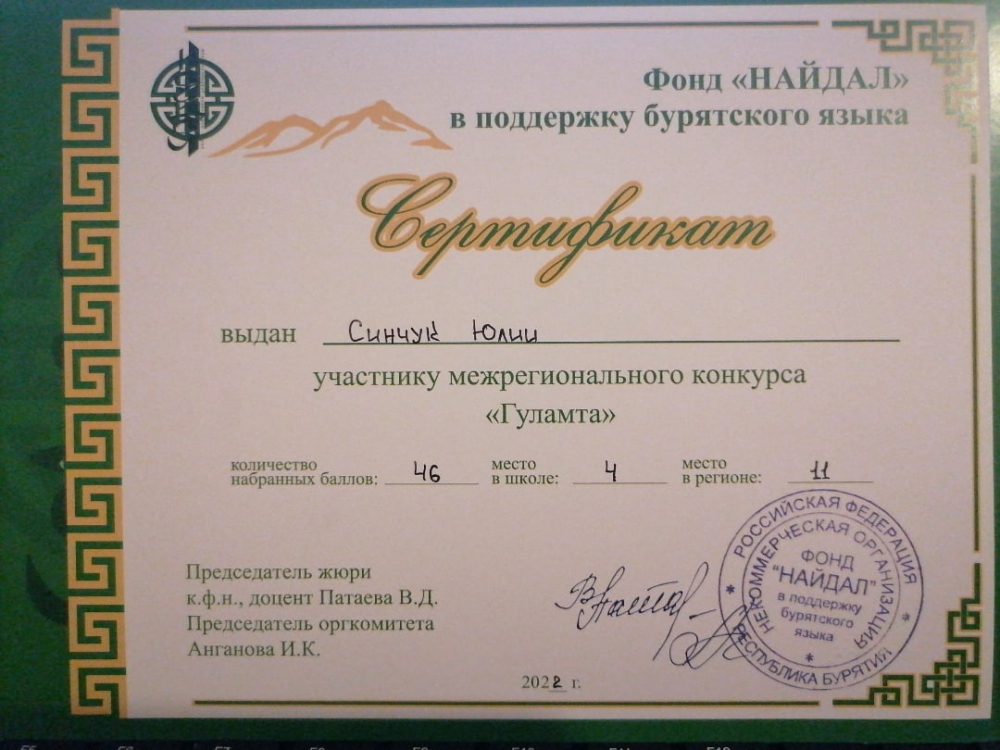 Фонд «НАЙДАЛ»
в поддержку бурятского языка
Сертификат
выдан Синчук Юлии
участнику межрегионального конкурса
«Гуламта»
количество набранных баллов: 46 место в школе: 4 место в регионе: 11
Председатель жюри
к.ф.н., доцент Патаева В.Д.
Председатель оргкомитета
Анганова И.К.
2022 г.
РОССИЙСКАЯ ФЕДЕРАЦИЯ
РЕСПУБЛИКА БУРЯТИЯ
НЕКОММЕРЧЕСКАЯ ОРГАНИЗАЦИЯ
ФОНД
"НАЙДАЛ"
в поддержку
бурятского
языка